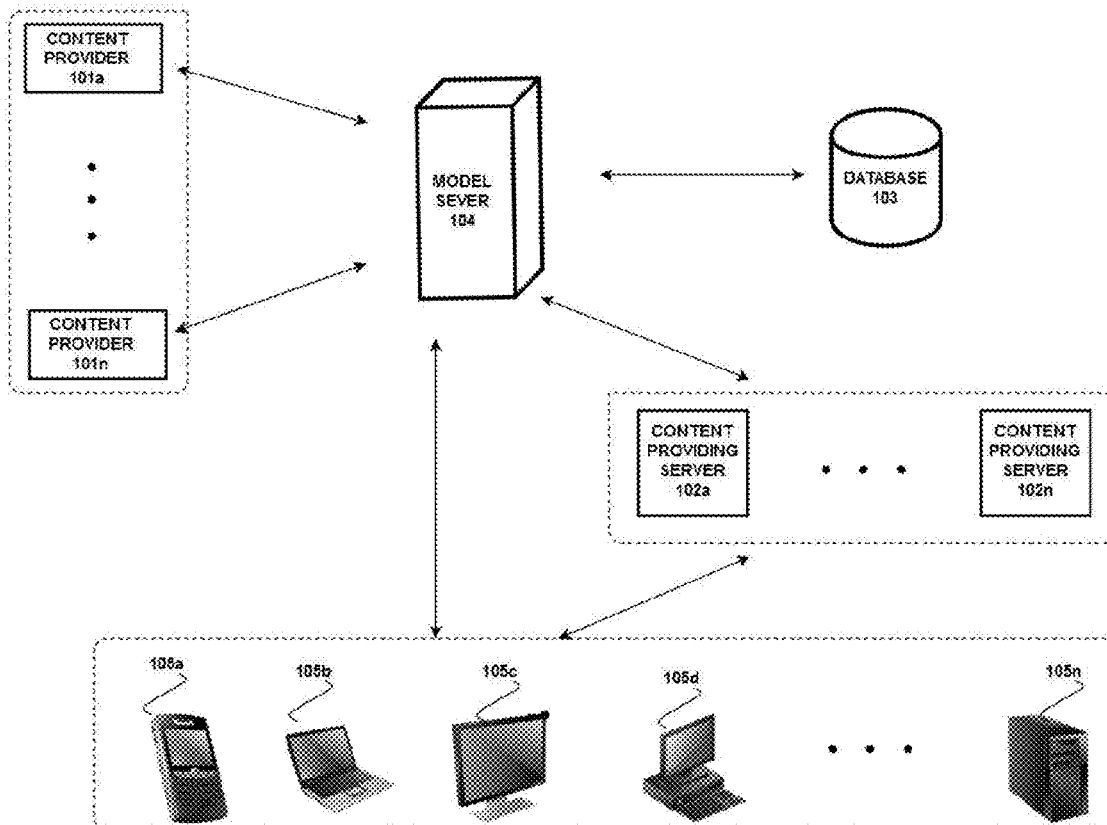 CONTENT
PROVIDER
101a
MODEL
SEVER
104
DATABASE
103
CONTENT
PROVIDER
101n
CONTENT
PROVIDING
SERVER
102a
CONTENT
PROVIDING
SERVER
102n
105a
105b
105c
105d
105n